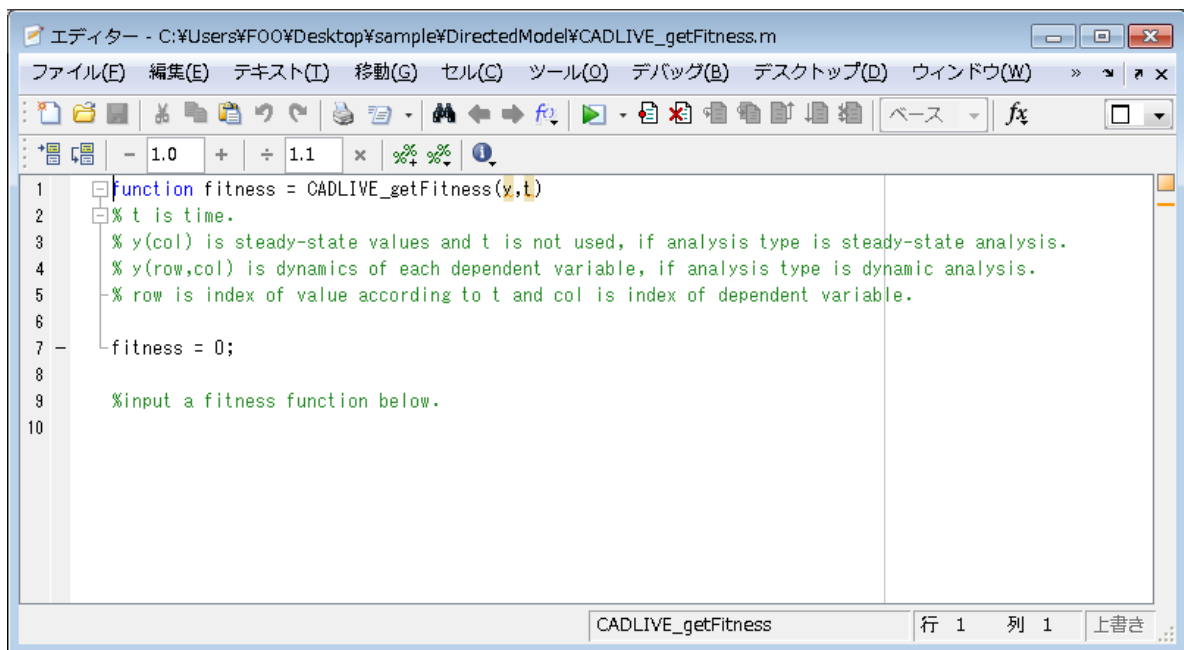 エディター - C:¥Users¥FOO¥Desktop¥sample¥DirectedModel¥CADLIVE_getFitness.m
ファイル(F) 編集(E) テキスト(T) 移動(G) セル(C) ツール(O) デバッグ(B) デスクトップ(D) ウィンドウ(W) »
ベース fx
− 1.0 + ÷ 1.1 ×
1 function fitness = CADLIVE_getFitness(y,t)
2 % t is time.
3 % y(col) is steady-state values and t is not used, if analysis type is steady-state analysis.
4 % y(row,col) is dynamics of each dependent variable, if analysis type is dynamic analysis.
5 % row is index of value according to t and col is index of dependent variable.
6
7 − fitness = 0;
8
9 %input a fitness function below.
10
CADLIVE_getFitness 行 1 列 1 上書き